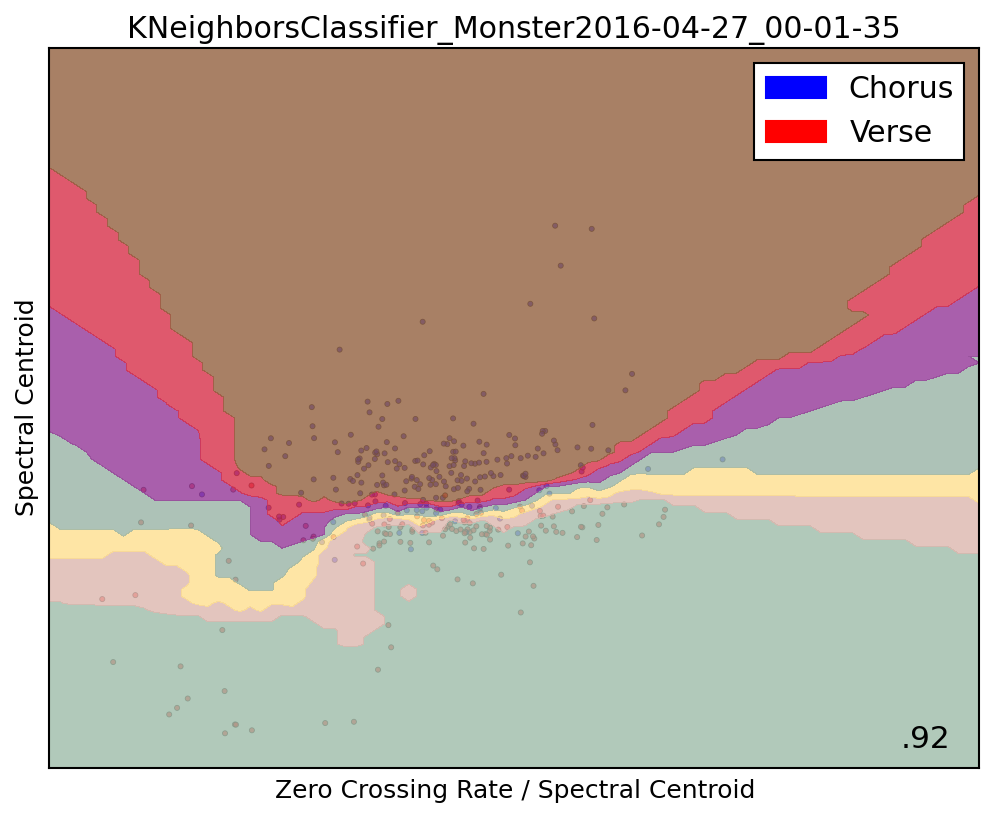 KNeighborsClassifier_Monster2016-04-27_00-01-35
Chorus
Verse
Spectral Centroid
.92
Zero Crossing Rate / Spectral Centroid